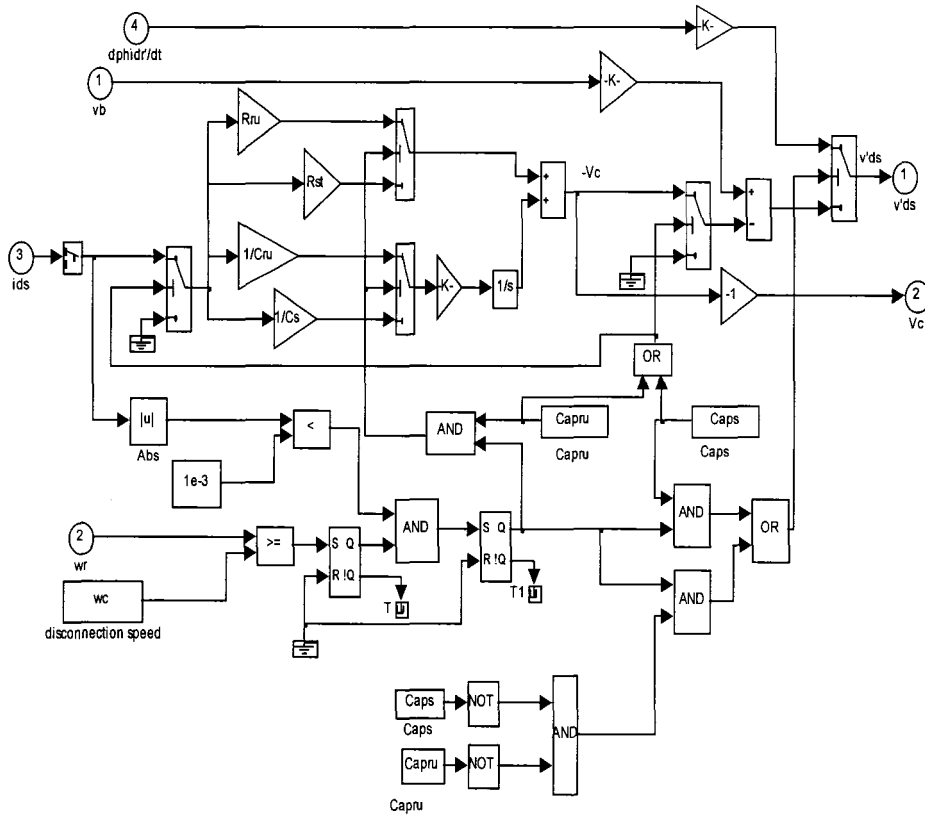 4
dphidr'/dt
-K-
1
vb
-K-
Rru
Rst
-Vc
v'ds
1
v'ds
+
+
+
-
3
ids
1/Cru
1/Cs
K-
1/s
-1
2
Vc
OR
|u|
Abs
<
1e-3
AND
Capru
Capru
Caps
Caps
2
wr
>=
S Q
R !Q
AND
S Q
R !Q
T
T1
AND
OR
AND
wc
disconnection speed
Caps
Caps
NOT
AND
Capru
NOT
Capru